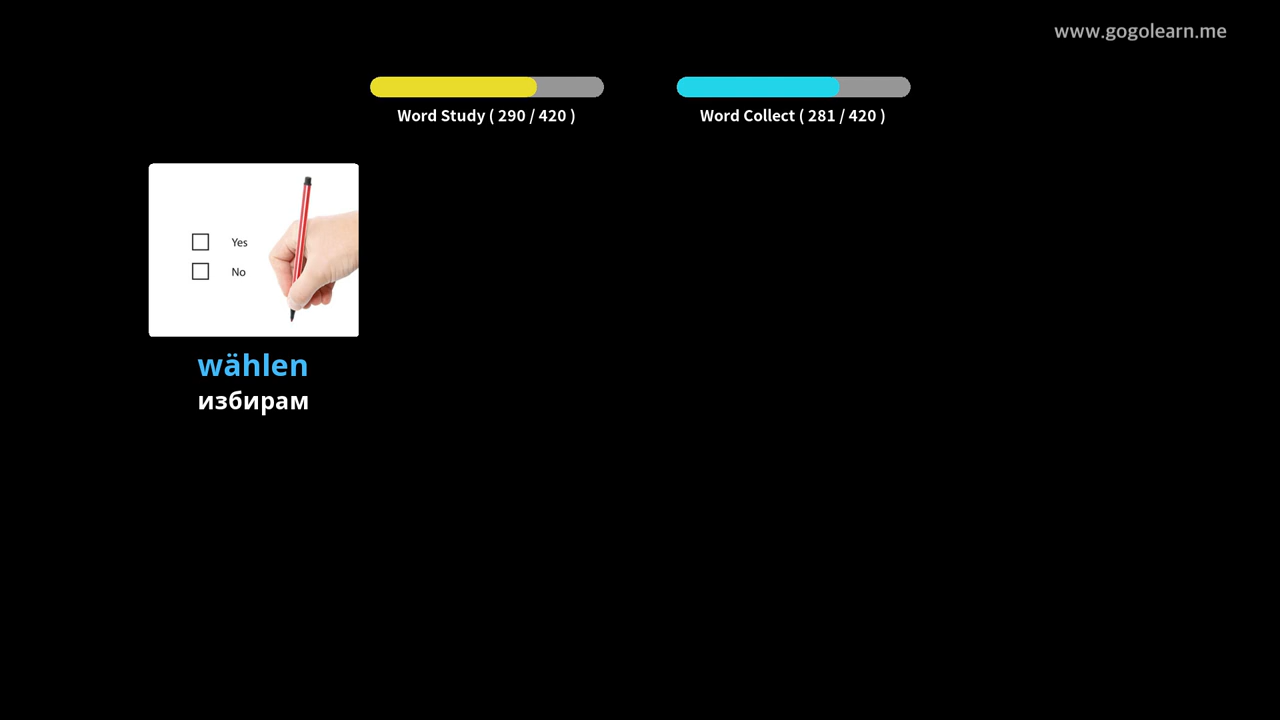 www.gogolearn.me
Word Study ( 290 / 420 )
Word Collect ( 281 / 420 )
Yes
No
wählen
избирам